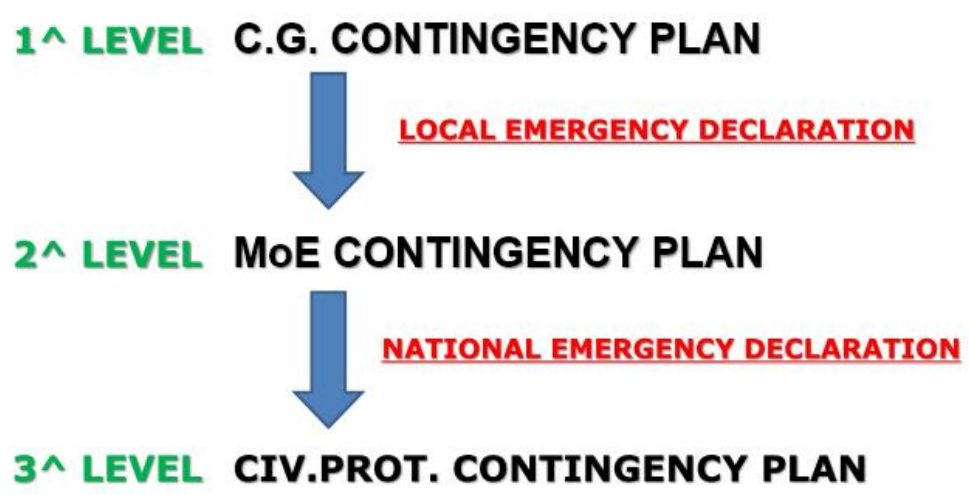 1^ LEVEL C.G. CONTINGENCY PLAN
LOCAL EMERGENCY DECLARATION
2^ LEVEL MoE CONTINGENCY PLAN
NATIONAL EMERGENCY DECLARATION
3^ LEVEL CIV.PROT. CONTINGENCY PLAN